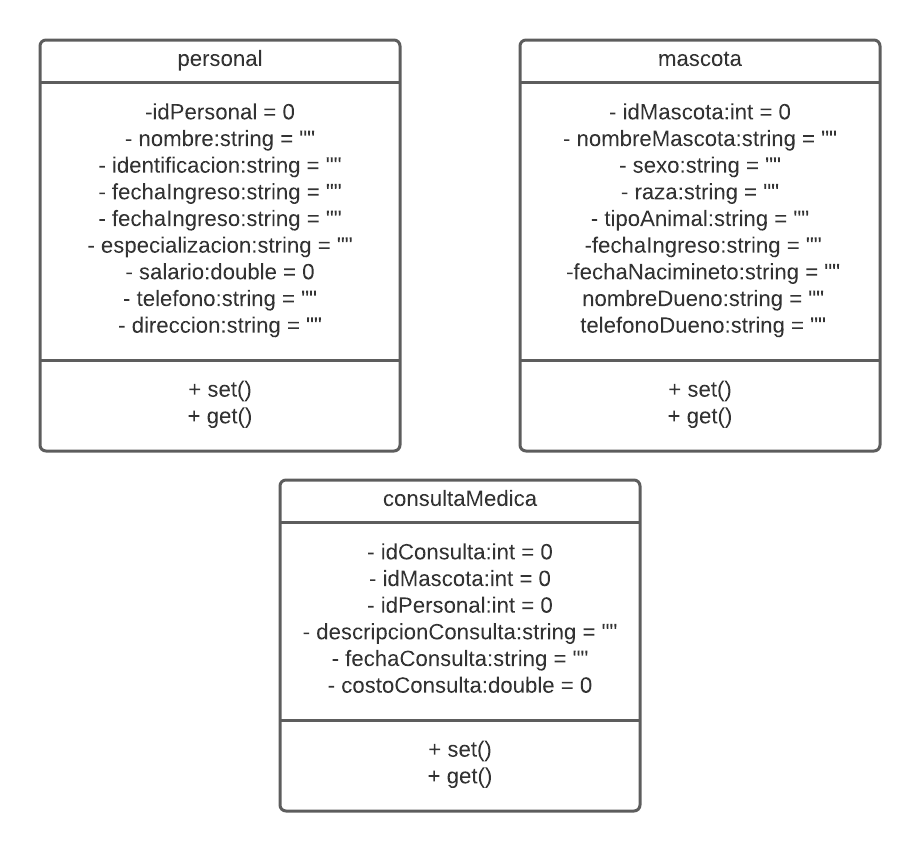 personal
-idPersonal = 0
- nombre:string = ""
- identificacion:string = ""
- fechaIngreso:string = ""
- fechaIngreso:string = ""
- especializacion:string = ""
- salario:double = 0
- telefono:string = ""
- direccion:string = ""
+ set()
+ get()
mascota
- idMascota:int = 0
- nombreMascota:string = ""
- sexo:string = ""
- raza:string = ""
- tipoAnimal:string = ""
-fechaIngreso:string = ""
-fechaNacimineto:string = ""
nombreDueno:string = ""
telefonoDueno:string = ""
+ set()
+ get()
consultaMedica
- idConsulta:int = 0
- idMascota:int = 0
- idPersonal:int = 0
- descripcionConsulta:string = ""
- fechaConsulta:string = ""
- costoConsulta:double = 0
+ set()
+ get()